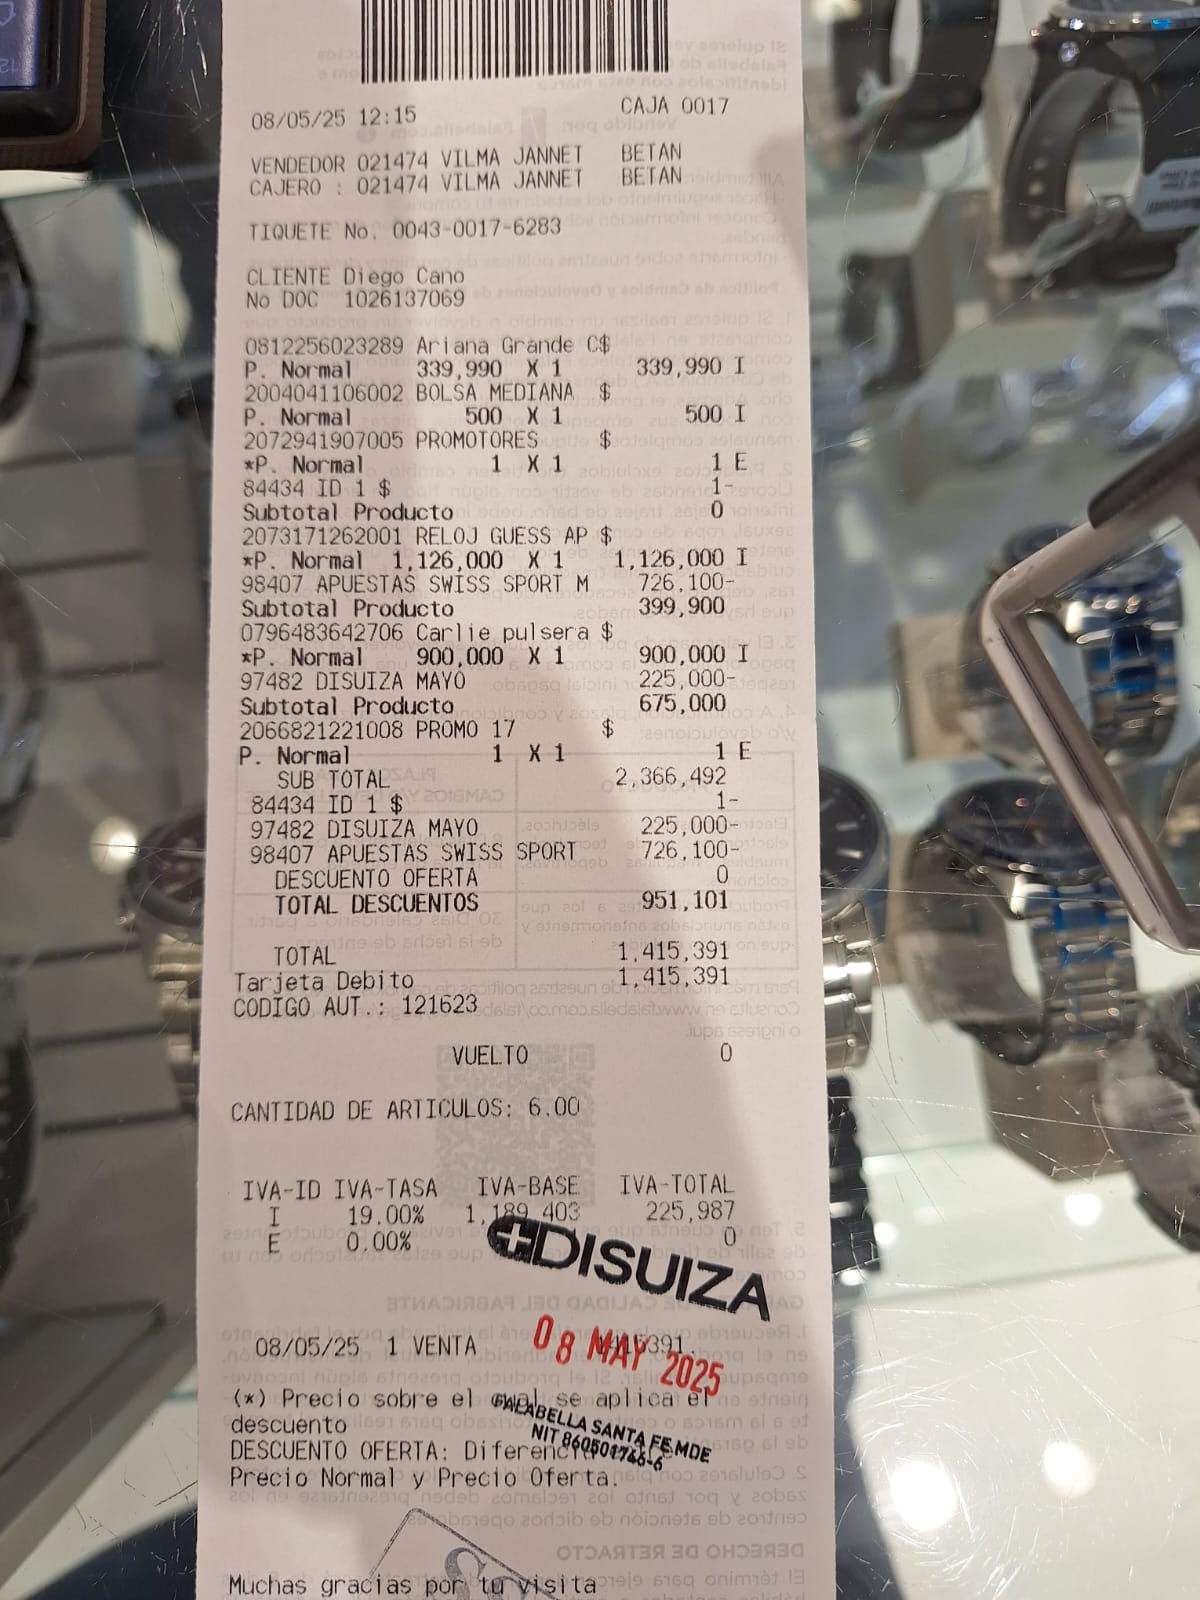 08/05/25 12:15 CAJA 0017
VENDEDOR 021474 VILMA JANNET BETAN
CAJERO : 021474 VILMA JANNET BETAN
TIQUETE No. 0043-0017-6283
CLIENTE Diego Cano
No DOC 1026137069
0812256023289 Ariana Grande C$
P. Normal 339,990 X 1 339,990 I
2004041106002 BOLSA MEDIANA $
P. Normal 500 X 1 500 I
2072941907005 PROMOTORES $
*P. Normal 1 X 1 1 E
84434 ID 1 $ 1-
Subtotal Producto 0
2073171262001 RELOJ GUESS AP $
*P. Normal 1,126,000 X 1 1,126,000 I
98407 APUESTAS SWISS SPORT M 726,100-
Subtotal Producto 399,900
0796483642706 Carlie pulsera $
*P. Normal 900,000 X 1 900,000 I
97482 DISUIZA MAYO 225,000-
Subtotal Producto 675,000
2066821221008 PROMO 17 $
P. Normal 1 X 1 1 E
SUB TOTAL 2,366,492
84434 ID 1 $ 1-
97482 DISUIZA MAYO 225,000-
98407 APUESTAS SWISS SPORT 726,100-
DESCUENTO OFERTA 0
TOTAL DESCUENTOS 951,101
TOTAL 1,415,391
Tarjeta Debito 1,415,391
CODIGO AUT.: 121623
VUELTO 0
CANTIDAD DE ARTICULOS: 6.00
IVA-ID IVA-TASA IVA-BASE IVA-TOTAL
I 19.00% 1,189,403 225,987
E 0.00% 0
DISUIZA
08/05/25 1 VENTA
08 MAY 2025
(*) Precio sobre el cual se aplica el
descuento
FALABELLA SANTA FE MDE
NIT 860501766-6
DESCUENTO OFERTA:
Precio Normal y Precio Oferta.
Muchas gracias por tu visita